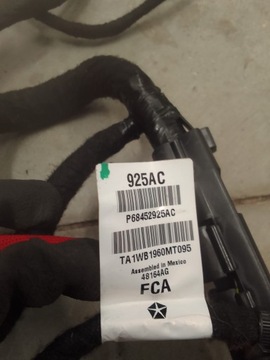 925AC
P68452925AC
TA1WB1960MT095
Assembled in Mexico
48164AG
FCA